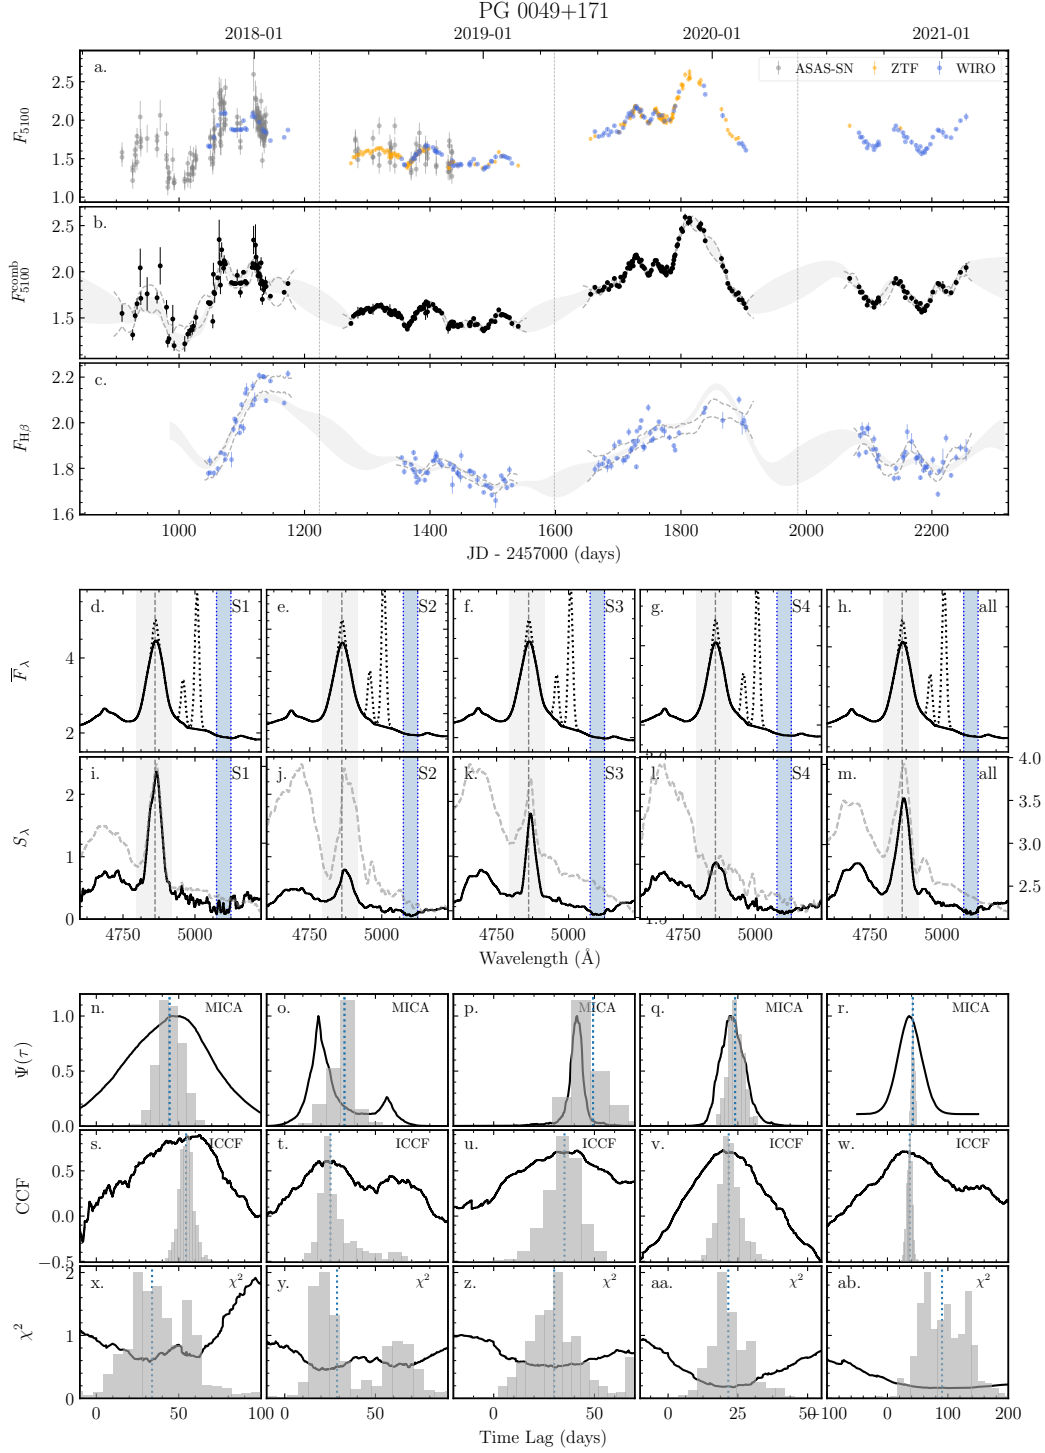 PG 0049+171
2018-01 2019-01 2020-01 2021-01
a. ASAS-SN ZTF WIRO
2.5
2.0
1.5
1.0
F5100
b.
2.5
2.0
1.5
F5100comb
c.
2.2
2.0
1.8
1.6
FHβ
1000 1200 1400 1600 1800 2000 2200
JD - 2457000 (days)
d. S1 e. S2 f. S3 g. S4 h. all
4
2
F̅λ
i. S1 j. S2 k. S3 l. S4 m. all
2
1
0
Sλ
4.0
3.5
3.0
2.5
4750 5000 4750 5000 4750 5000 4750 5000 4750 5000
Wavelength (Å)
n. MICA o. MICA p. MICA q. MICA r. MICA
1.0
0.5
0.0
Ψ(τ)
s. ICCF t. ICCF u. ICCF v. ICCF w. ICCF
0.5
0.0
−0.5
CCF
x. χ² y. χ² z. χ² aa. χ² ab. χ²
2
1
0
χ²
0 50 100 0 50 0 50 0 25 50 −100 0 100 200
Time Lag (days)